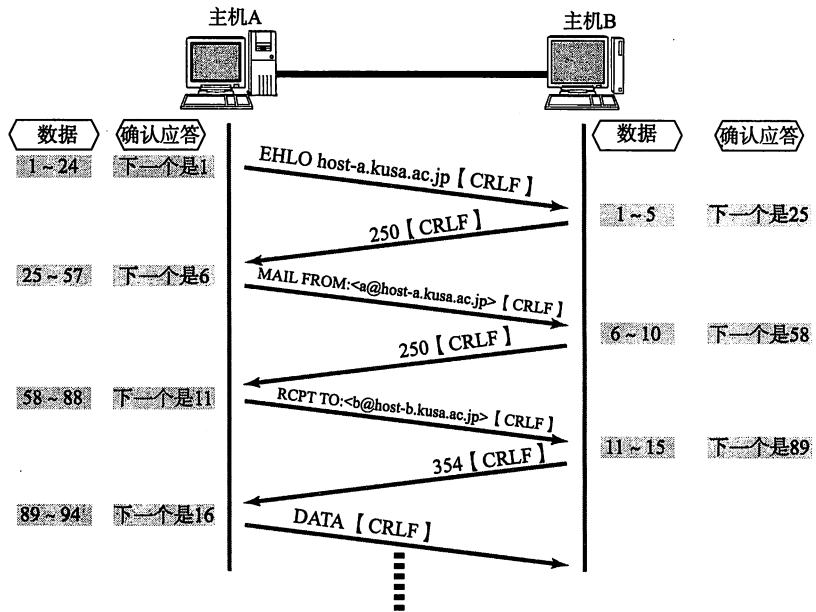 主机A
主机B
数据
确认应答
数据
确认应答
1~24
下一个是1
EHLO host-a.kusa.ac.jp【CRLF】
1~5
下一个是25
250【CRLF】
25~57
下一个是6
MAIL FROM:<a@host-a.kusa.ac.jp>【CRLF】
6~10
下一个是58
250【CRLF】
58~88
下一个是11
RCPT TO:<b@host-b.kusa.ac.jp>【CRLF】
11~15
下一个是89
354【CRLF】
89~94
下一个是16
DATA【CRLF】